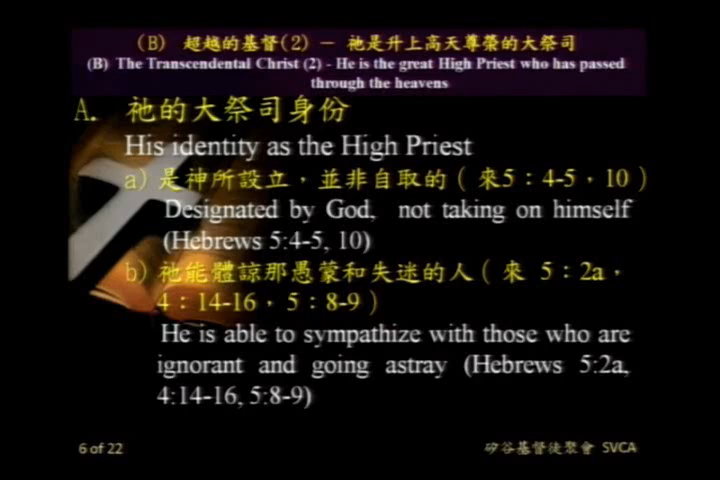 (B) 超越的基督(2) – 祂是升上高天尊榮的大祭司
(B) The Transcendental Christ (2) - He is the great High Priest who has passed
through the heavens
A. 祂的大祭司身份
His identity as the High Priest
a) 是神所設立，並非自取的（來5：4-5，10）
Designated by God, not taking on himself
(Hebrews 5:4-5, 10)
b) 祂能體諒那愚蒙和失迷的人（來 5：2a，
4：14-16，5：8-9）
He is able to sympathize with those who are
ignorant and going astray (Hebrews 5:2a,
4:14-16, 5:8-9)
6 of 22
矽谷基督徒聚會 SVCA